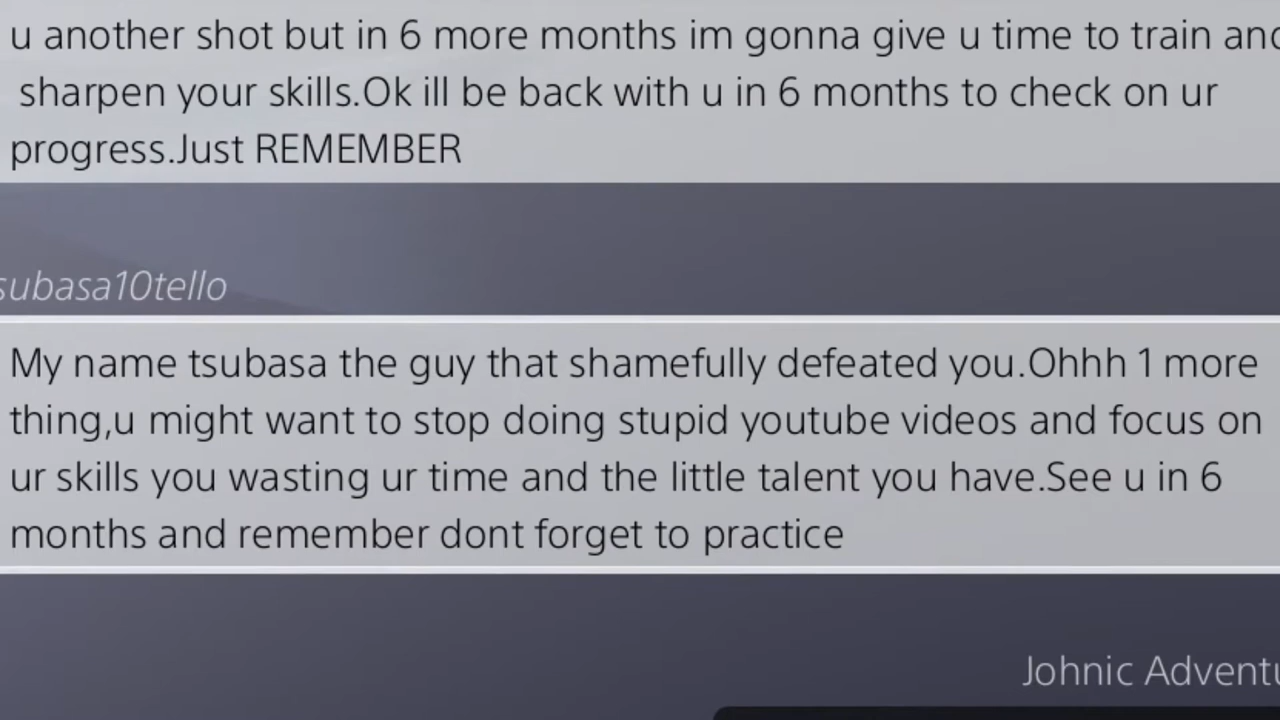 u another shot but in 6 more months im gonna give u time to train and
sharpen your skills.Ok ill be back with u in 6 months to check on ur
progress.Just REMEMBER
subasa10tello
My name tsubasa the guy that shamefully defeated you.Ohhh 1 more
thing,u might want to stop doing stupid youtube videos and focus on
ur skills you wasting ur time and the little talent you have.See u in 6
months and remember dont forget to practice
Johnic Adventu